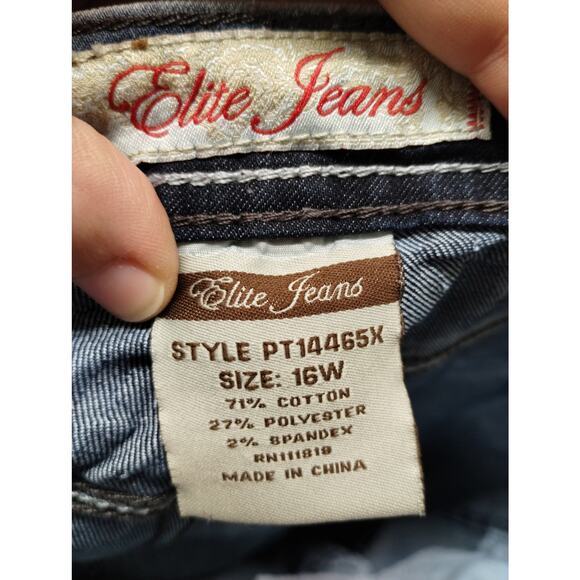 Elite Jeans
Elite Jeans
STYLE PT14465X
SIZE: 16W
71% COTTON
27% POLYESTER
2% SPANDEX
RN111819
MADE IN CHINA